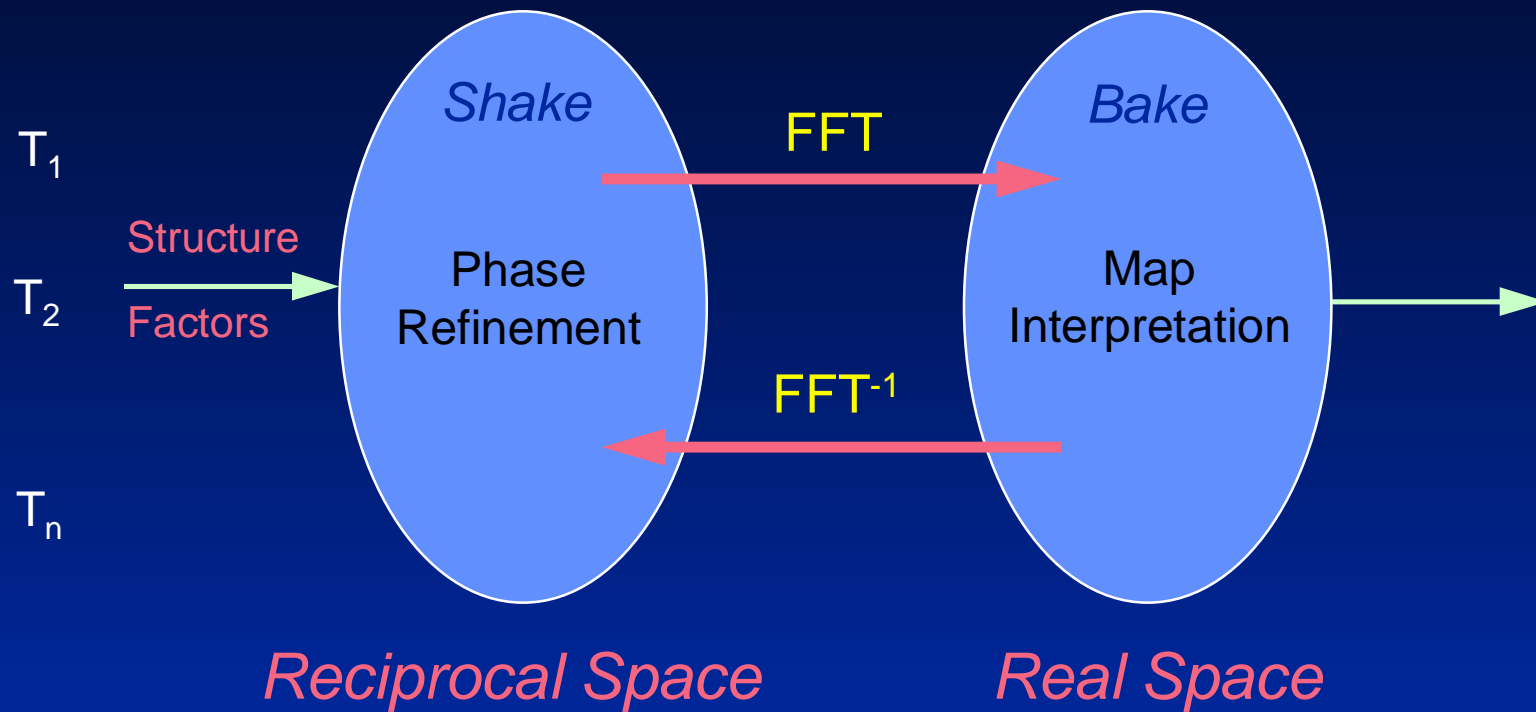 Shake
Bake
T₁
FFT
Structure
Phase
Map
T₂
Factors
Refinement
Interpretation
FFT⁻¹
Tₙ
Reciprocal Space
Real Space